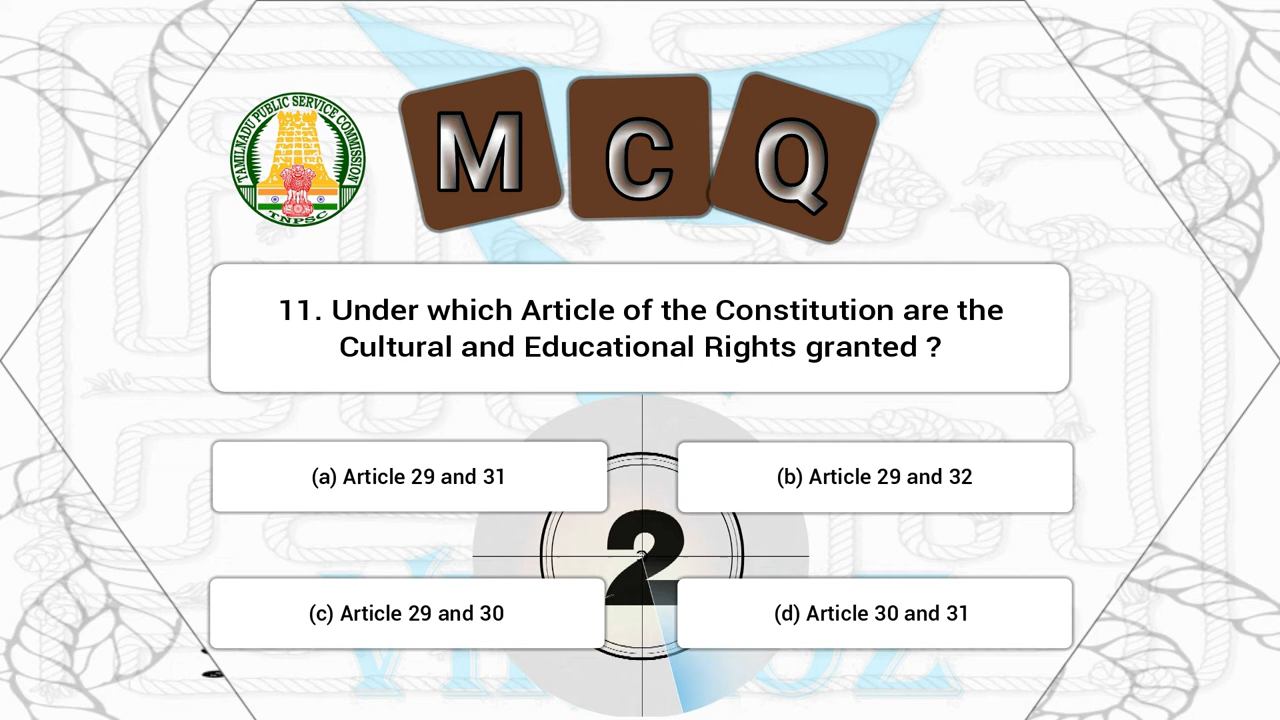 TAMILNADU PUBLIC SERVICE COMMISSION
TNPSC
M C Q
11. Under which Article of the Constitution are the
Cultural and Educational Rights granted ?
(a) Article 29 and 31
(b) Article 29 and 32
2
(c) Article 29 and 30
(d) Article 30 and 31